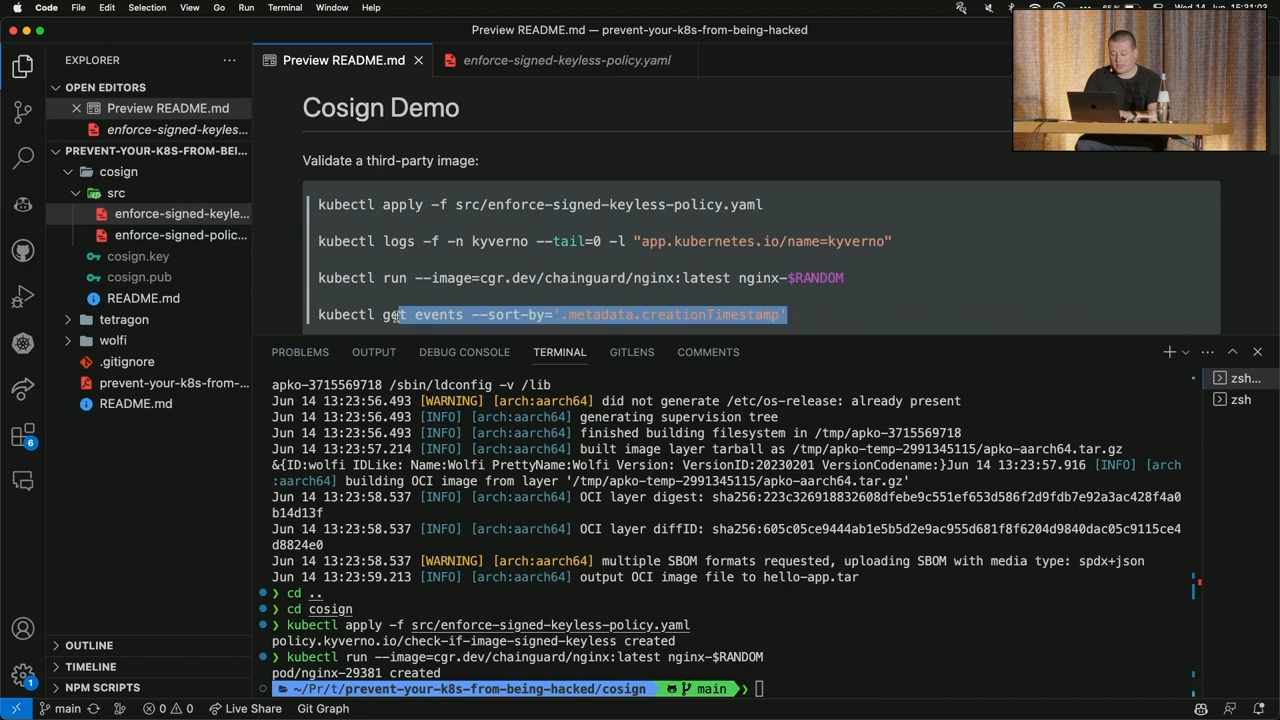 Code File Edit Selection View Go Run Terminal Window Help
65 % Wed 14 Jun 15:31:03
Preview README.md — prevent-your-k8s-from-being-hacked
EXPLORER
Preview README.md
enforce-signed-keyless-policy.yaml
OPEN EDITORS
Preview README.md
enforce-signed-keyles...
PREVENT-YOUR-K8S-FROM-BEI...
cosign
src
enforce-signed-keyle...
enforce-signed-polic...
cosign.key
cosign.pub
README.md
tetragon
wolfi
.gitignore
prevent-your-k8s-from-...
README.md
OUTLINE
TIMELINE
NPM SCRIPTS
Cosign Demo
Validate a third-party image:
kubectl apply -f src/enforce-signed-keyless-policy.yaml
kubectl logs -f -n kyverno --tail=0 -l "app.kubernetes.io/name=kyverno"
kubectl run --image=cgr.dev/chainguard/nginx:latest nginx-$RANDOM
kubectl get events --sort-by='.metadata.creationTimestamp'
PROBLEMS OUTPUT DEBUG CONSOLE TERMINAL GITLENS COMMENTS
zsh...
zsh
apko-3715569718 /sbin/ldconfig -v /lib
Jun 14 13:23:56.493 [WARNING] [arch:aarch64] did not generate /etc/os-release: already present
Jun 14 13:23:56.493 [INFO] [arch:aarch64] generating supervision tree
Jun 14 13:23:56.493 [INFO] [arch:aarch64] finished building filesystem in /tmp/apko-3715569718
Jun 14 13:23:57.214 [INFO] [arch:aarch64] built image layer tarball as /tmp/apko-temp-2991345115/apko-aarch64.tar.gz
&{ID:wolfi IDLike: Name:Wolfi PrettyName:Wolfi Version: VersionID:20230201 VersionCodename:}Jun 14 13:23:57.916 [INFO] [arch
:aarch64] building OCI image from layer '/tmp/apko-temp-2991345115/apko-aarch64.tar.gz'
Jun 14 13:23:58.537 [INFO] [arch:aarch64] OCI layer digest: sha256:223c326918832608dfebe9c551ef653d586f2d9fdb7e92a3ac428f4a0
b14d13f
Jun 14 13:23:58.537 [INFO] [arch:aarch64] OCI layer diffID: sha256:605c05ce9444ab1e5b5d2e9ac955d681f8f6204d9840dac05c9115ce4
d8824e0
Jun 14 13:23:58.537 [WARNING] [arch:aarch64] multiple SBOM formats requested, uploading SBOM with media type: spdx+json
Jun 14 13:23:59.213 [INFO] [arch:aarch64] output OCI image file to hello-app.tar
❯ cd ..
❯ cd cosign
❯ kubectl apply -f src/enforce-signed-keyless-policy.yaml
policy.kyverno.io/check-if-image-signed-keyless created
❯ kubectl run --image=cgr.dev/chainguard/nginx:latest nginx-$RANDOM
pod/nginx-29381 created
~/Pr/t/prevent-your-k8s-from-being-hacked/cosign main ❯
6
1
main 0 0 Live Share Git Graph